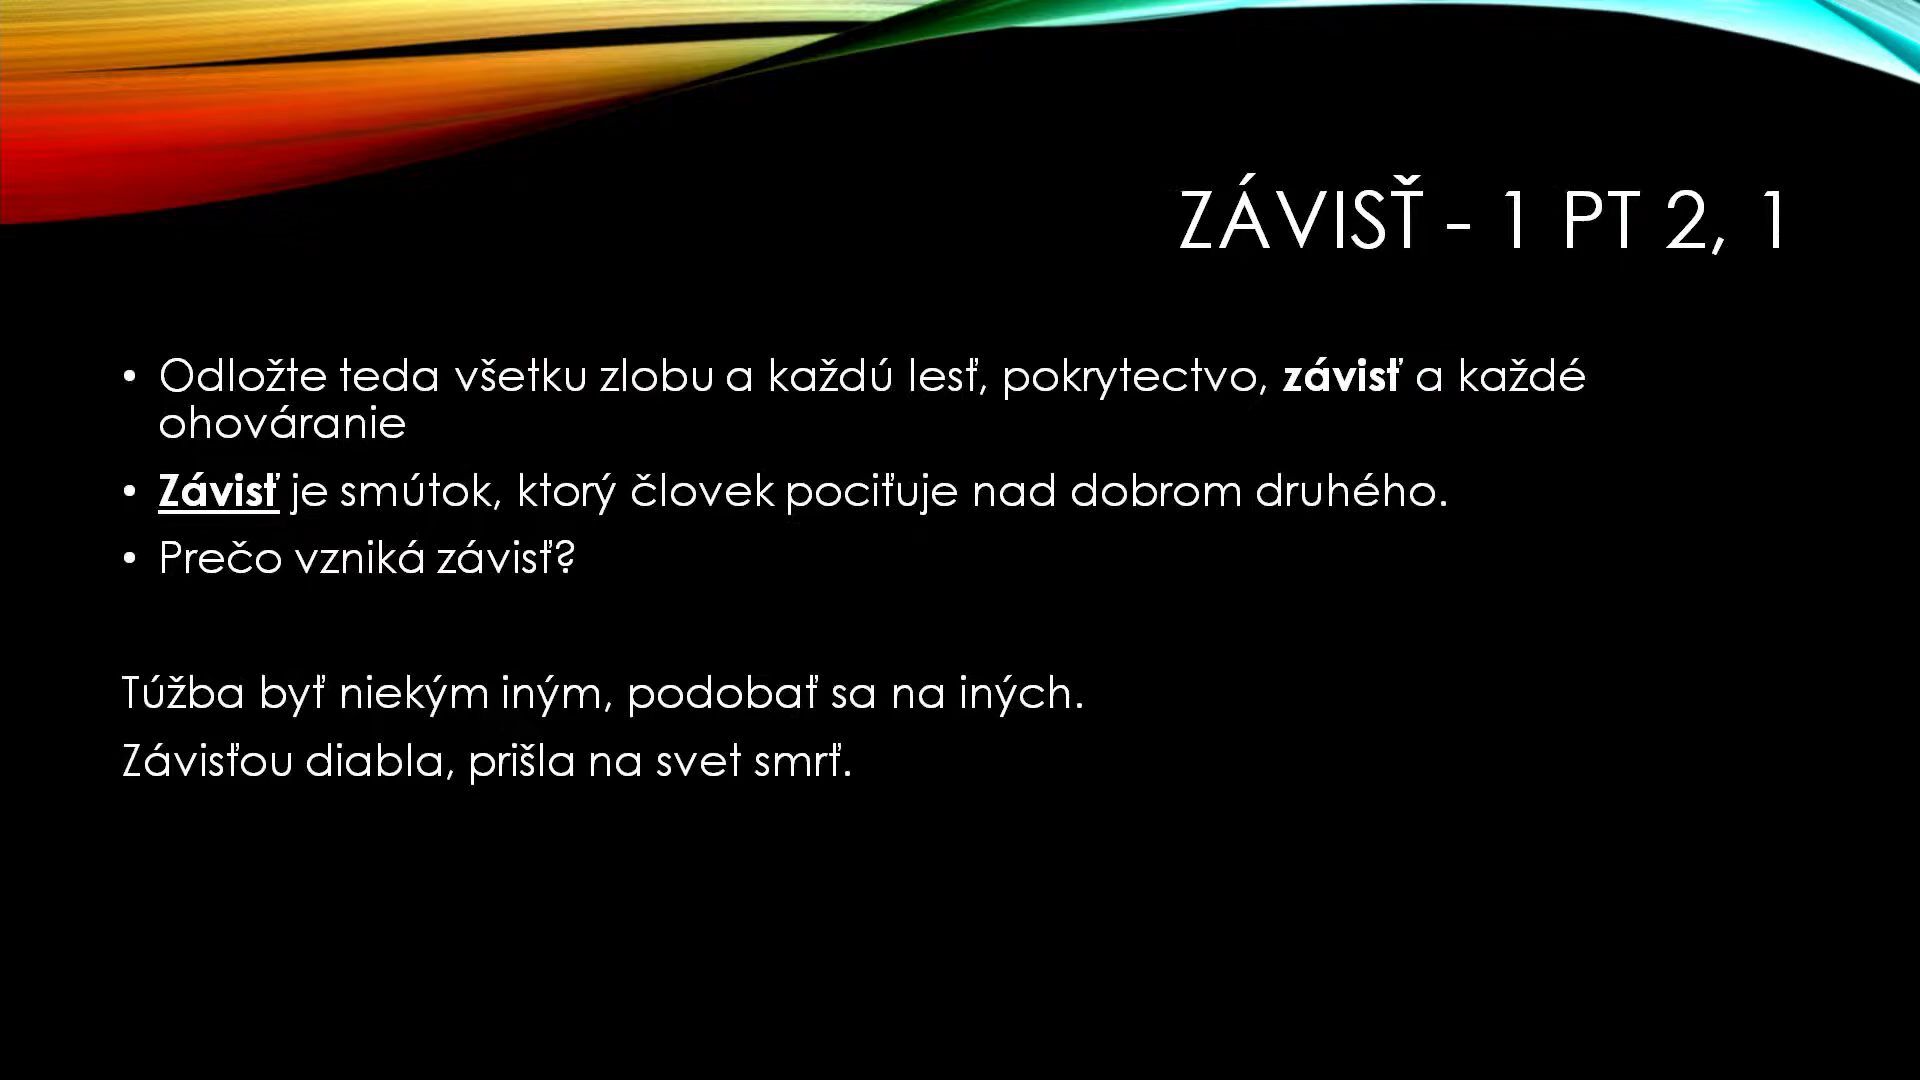 ZÁVISŤ - 1 PT 2, 1
• Odložte teda všetku zlobu a každú lesť, pokrytectvo, závisť a každé
ohováranie
• Závisť je smútok, ktorý človek pociťuje nad dobrom druhého.
• Prečo vzniká závisť?
Túžba byť niekým iným, podobať sa na iných.
Závisťou diabla, prišla na svet smrť.